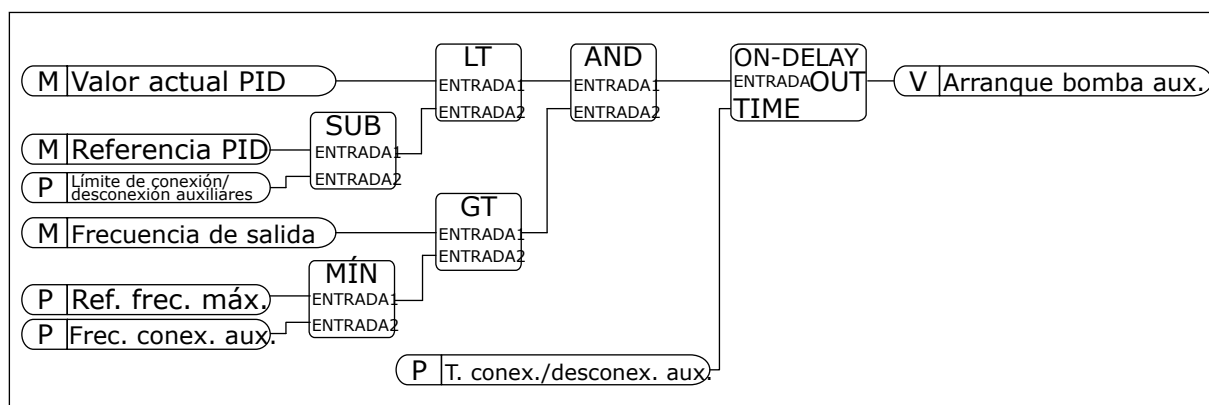 LT
AND
ON-DELAY
M Valor actual PID
ENTRADA1
ENTRADA1
ENTRADA OUT
V Arranque bomba aux.
ENTRADA2
ENTRADA2
TIME
SUB
M Referencia PID
ENTRADA1
P Límite de conexión/
desconexión auxiliares
ENTRADA2
GT
M Frecuencia de salida
ENTRADA1
ENTRADA2
MÍN
P Ref. frec. máx.
ENTRADA1
P Frec. conex. aux.
ENTRADA2
P T. conex./desconex. aux.